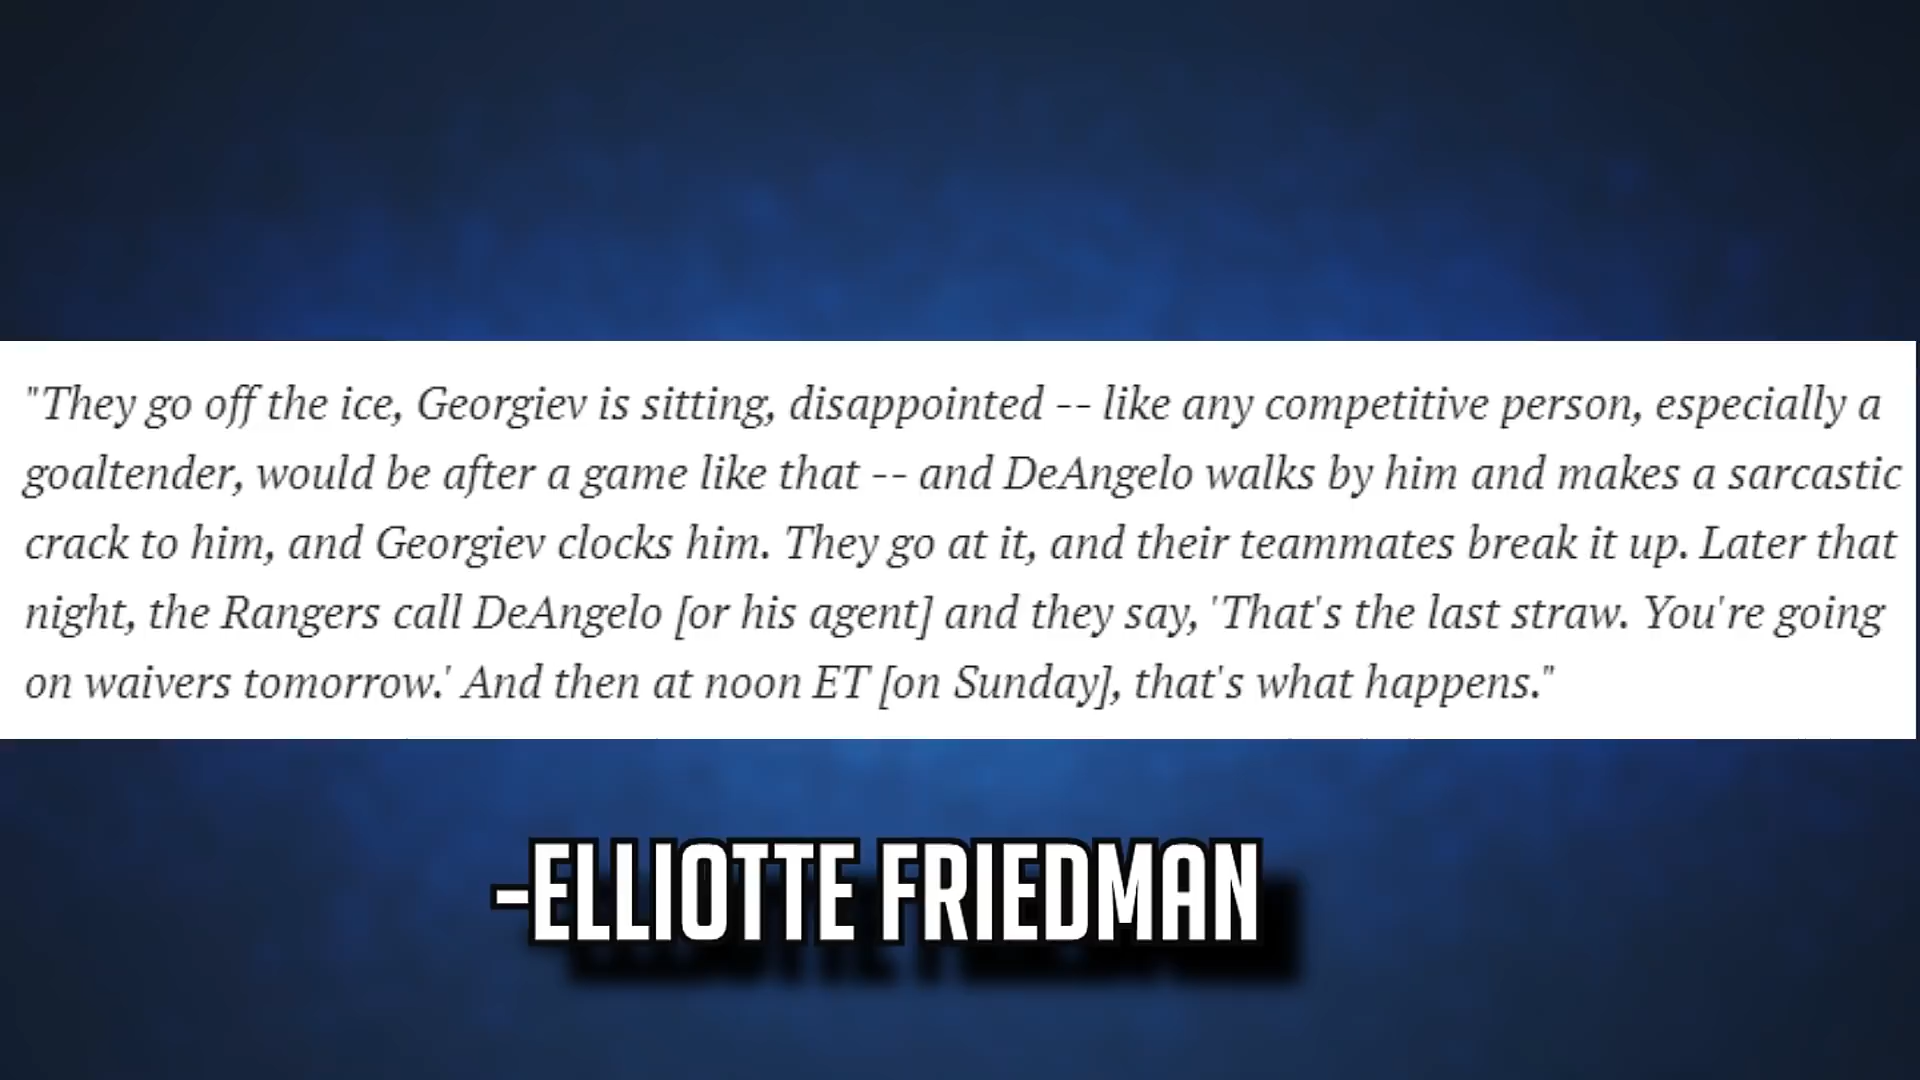 "They go off the ice, Georgiev is sitting, disappointed -- like any competitive person, especially a
goaltender, would be after a game like that -- and DeAngelo walks by him and makes a sarcastic
crack to him, and Georgiev clocks him. They go at it, and their teammates break it up. Later that
night, the Rangers call DeAngelo [or his agent] and they say, 'That's the last straw. You're going
on waivers tomorrow.' And then at noon ET [on Sunday], that's what happens."
-ELLIOTTE FRIEDMAN